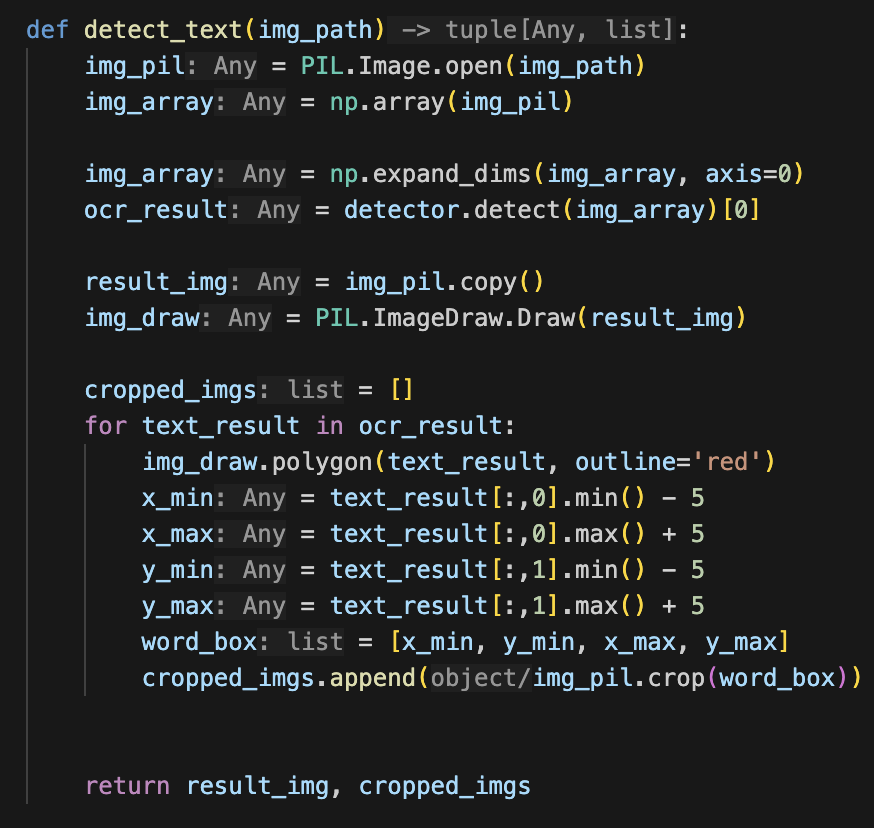 def detect_text(img_path) -> tuple[Any, list]:
    img_pil: Any = PIL.Image.open(img_path)
    img_array: Any = np.array(img_pil)
    img_array: Any = np.expand_dims(img_array, axis=0)
    ocr_result: Any = detector.detect(img_array)[0]
    result_img: Any = img_pil.copy()
    img_draw: Any = PIL.ImageDraw.Draw(result_img)
    cropped_imgs: list = []
    for text_result in ocr_result:
        img_draw.polygon(text_result, outline='red')
        x_min: Any = text_result[:,0].min() - 5
        x_max: Any = text_result[:,0].max() + 5
        y_min: Any = text_result[:,1].min() - 5
        y_max: Any = text_result[:,1].max() + 5
        word_box: list = [x_min, y_min, x_max, y_max]
        cropped_imgs.append(object/img_pil.crop(word_box))
    return result_img, cropped_imgs